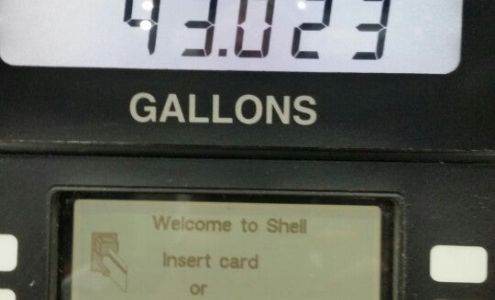 43.023
GALLONS
Welcome to Shell
Insert card
or